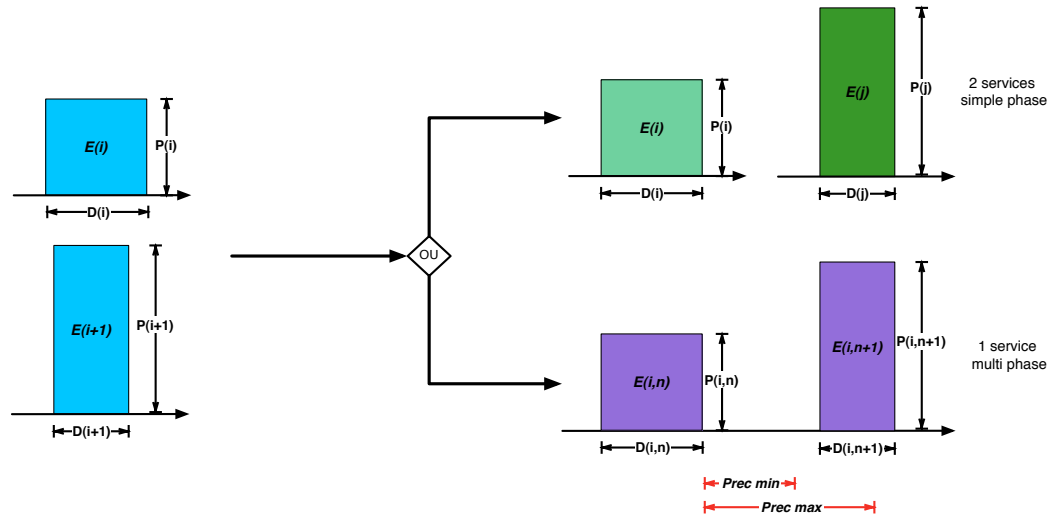 E(i)
P(i)
D(i)
E(i+1)
P(i+1)
D(i+1)
OU
E(i)
P(i)
D(i)
E(j)
P(j)
D(j)
2 services
simple phase
E(i,n)
P(i,n)
D(i,n)
E(i,n+1)
P(i,n+1)
D(i,n+1)
1 service
multi phase
Prec min
Prec max